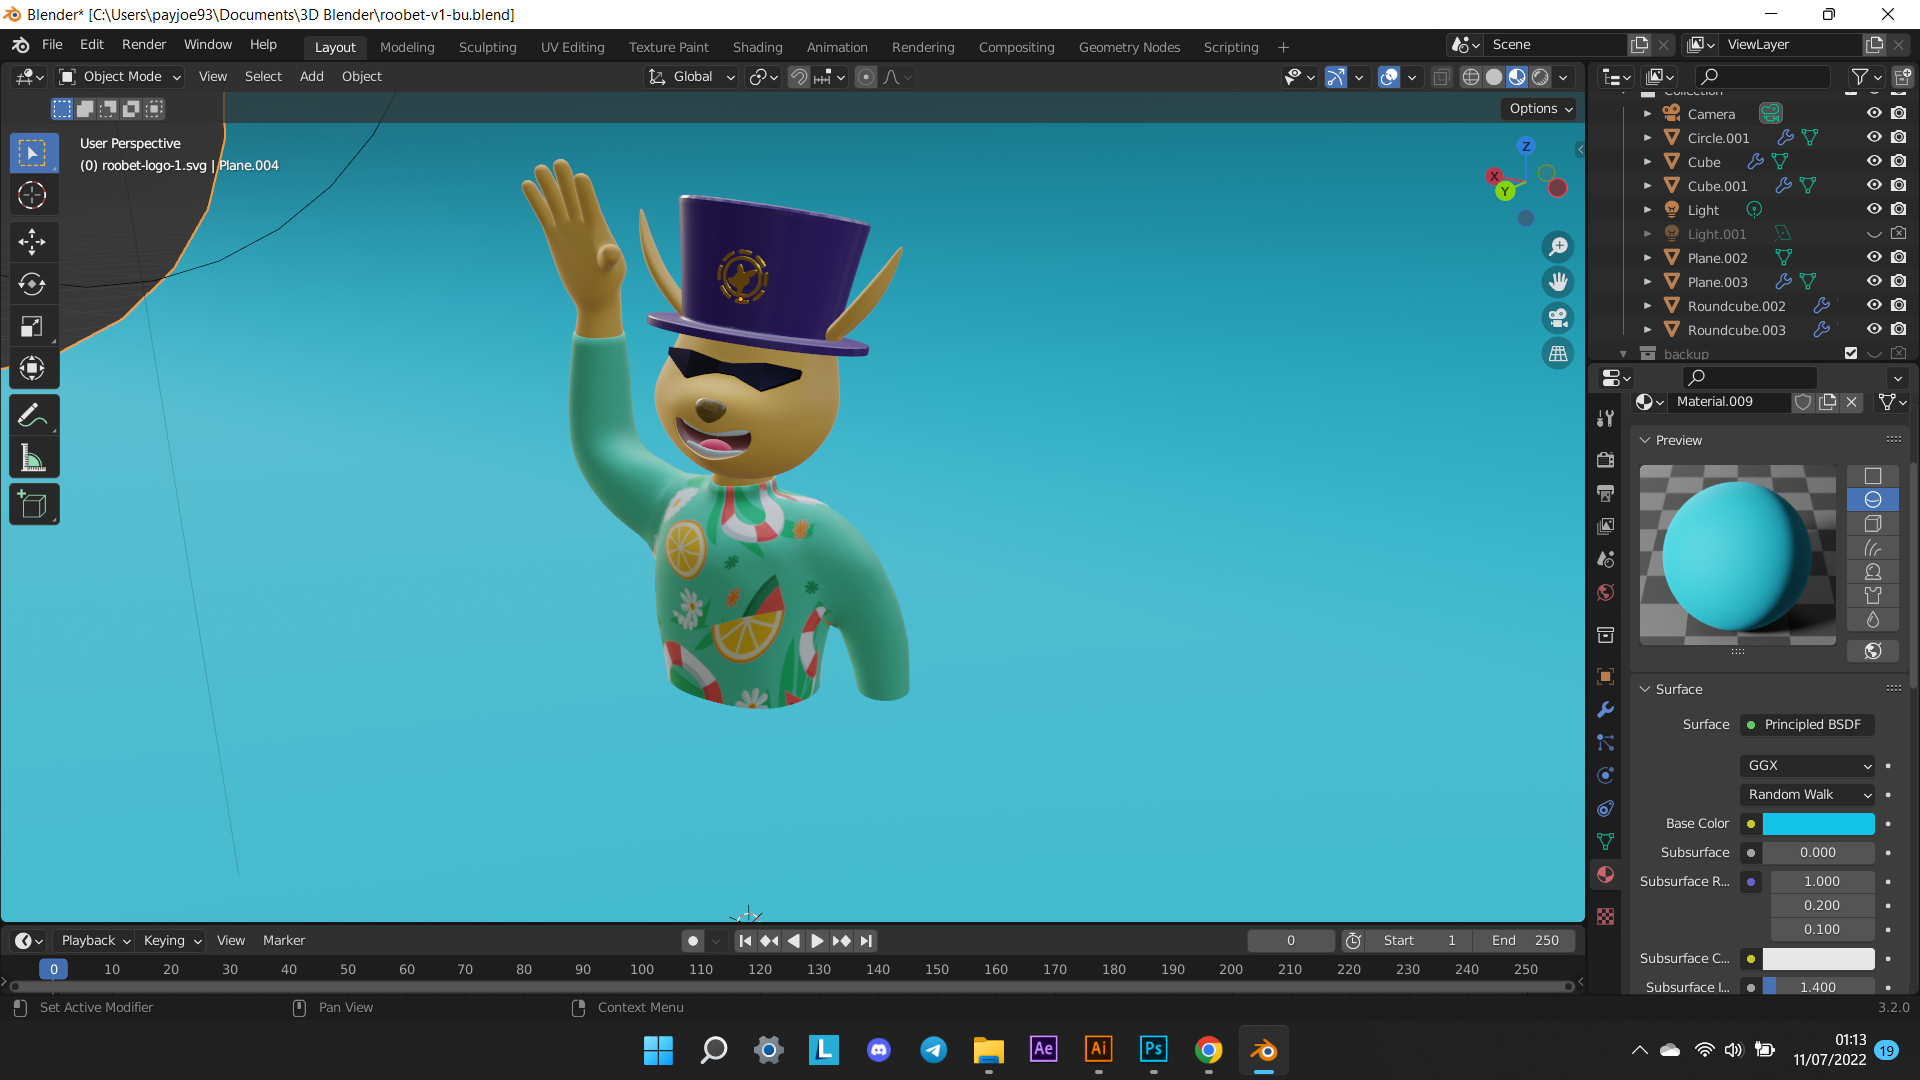 Blender* [C:\Users\payjoe93\Documents\3D Blender\roobet-v1-bu.blend]
File Edit Render Window Help Layout Modeling Sculpting UV Editing Texture Paint Shading Animation Rendering Compositing Geometry Nodes Scripting + Scene ViewLayer
Object Mode View Select Add Object Global
Options
User Perspective
(0) roobet-logo-1.svg | Plane.004
Z
X
Y
Collection
Camera
Circle.001
Cube
Cube.001
Light
Light.001
Plane.002
Plane.003
Roundcube.002
Roundcube.003
backup
Material.009
Preview
Surface
Surface Principled BSDF
GGX
Random Walk
Base Color
Subsurface 0.000
Subsurface R... 1.000
0.200
0.100
Subsurface C...
Subsurface I... 1.400
Playback Keying View Marker 0 Start 1 End 250
0 10 20 30 40 50 60 70 80 90 100 110 120 130 140 150 160 170 180 190 200 210 220 230 240 250
Set Active Modifier Pan View Context Menu 3.2.0
L Ae Ai Ps
01:13
11/07/2022 19